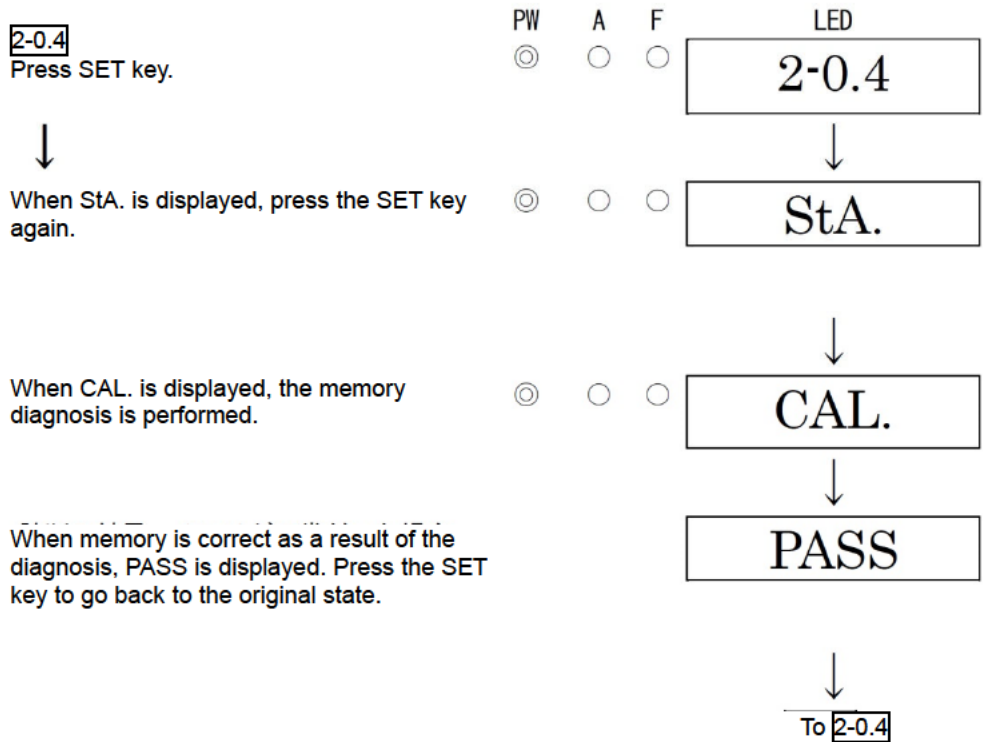 PW A F LED
2-0.4
Press SET key.
2-0.4
↓
↓
When StA. is displayed, press the SET key
again.
StA.
↓
When CAL. is displayed, the memory
diagnosis is performed.
CAL.
↓
When memory is correct as a result of the
diagnosis, PASS is displayed. Press the SET
key to go back to the original state.
PASS
↓
To 2-0.4